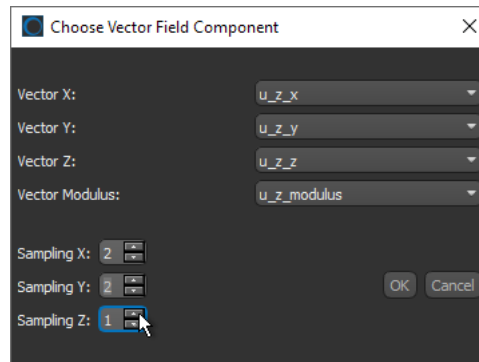 Choose Vector Field Component
Vector X: u_z_x
Vector Y: u_z_y
Vector Z: u_z_z
Vector Modulus: u_z_modulus
Sampling X: 2
Sampling Y: 2 OK Cancel
Sampling Z: 1